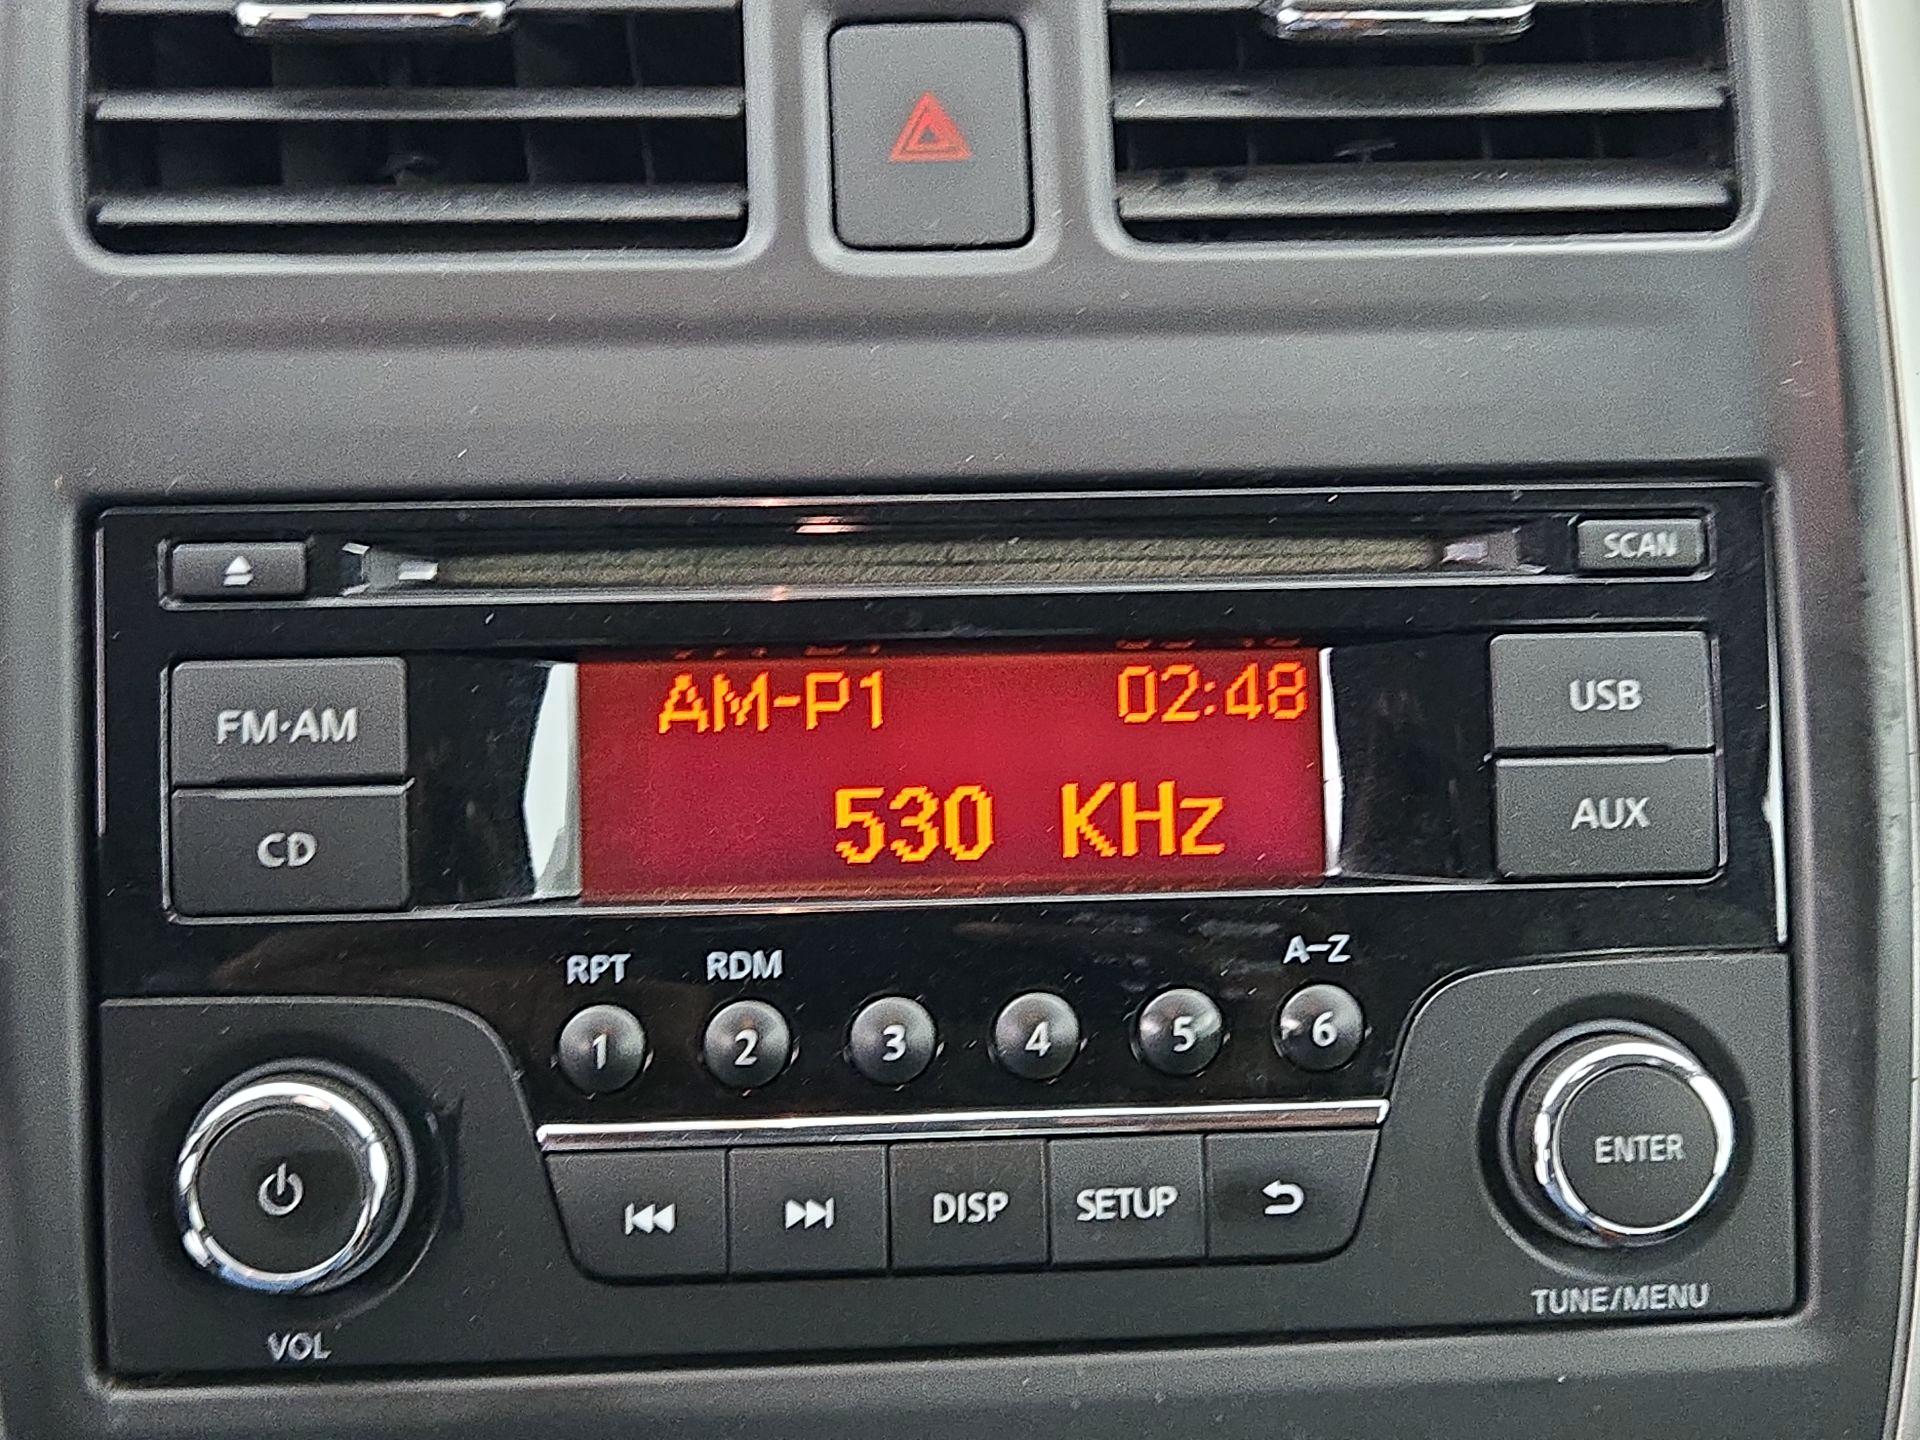 SCAN
FM·AM
CD
AM-P1 02:48
530 KHz
USB
AUX
RPT RDM A-Z
1 2 3 4 5 6
DISP SETUP
ENTER
VOL
TUNE/MENU